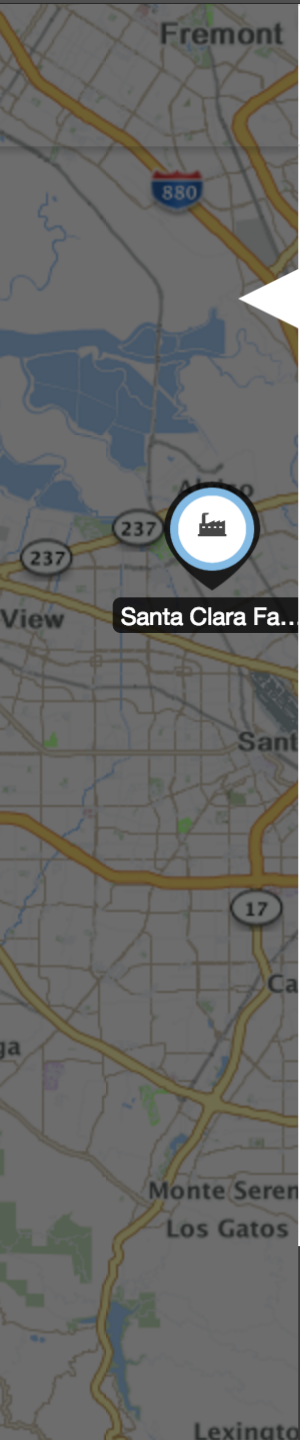 Fremont
880
237
237
View
Santa Clara Fa...
Sant
17
Ca
ga
Monte Seren
Los Gatos
Lexingto